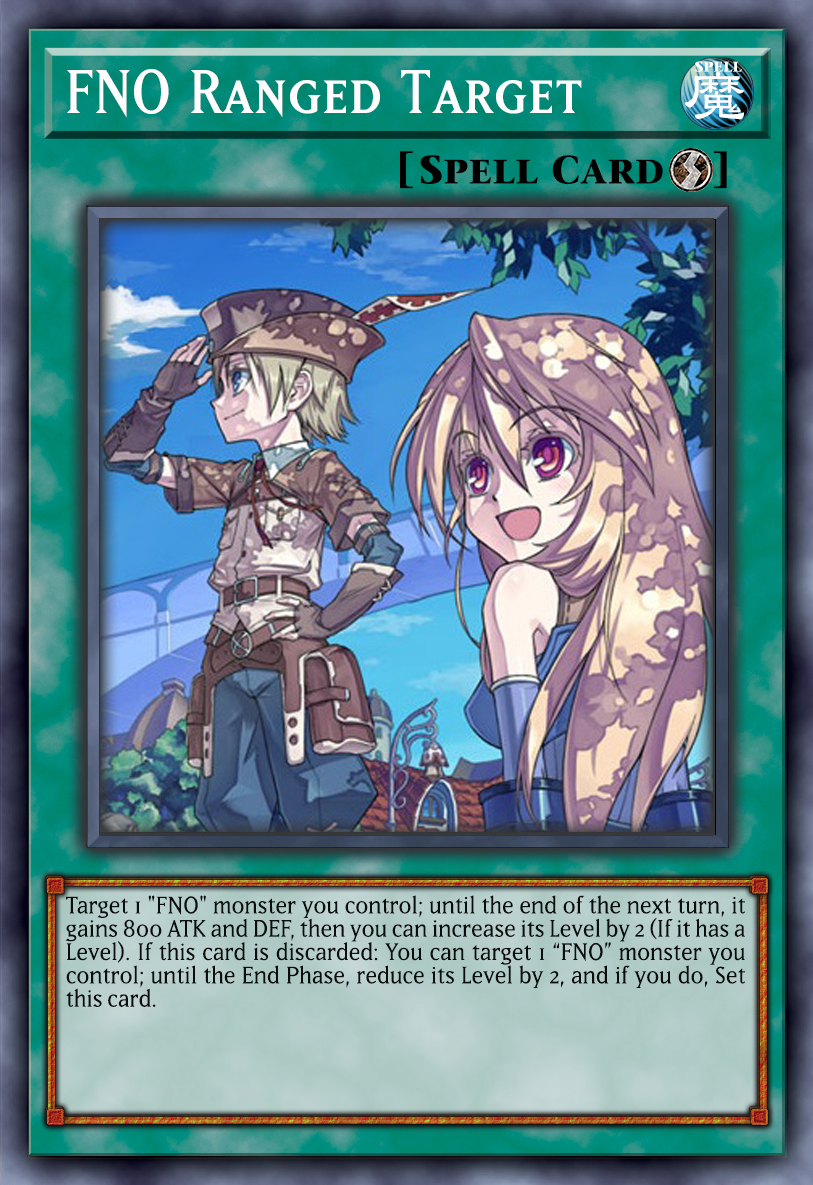 FNO Ranged Target
SPELL
魔
[Spell Card]
Target 1 "FNO" monster you control; until the end of the next turn, it
gains 800 ATK and DEF, then you can increase its Level by 2 (If it has a
Level). If this card is discarded: You can target 1 “FNO” monster you
control; until the End Phase, reduce its Level by 2, and if you do, Set
this card.